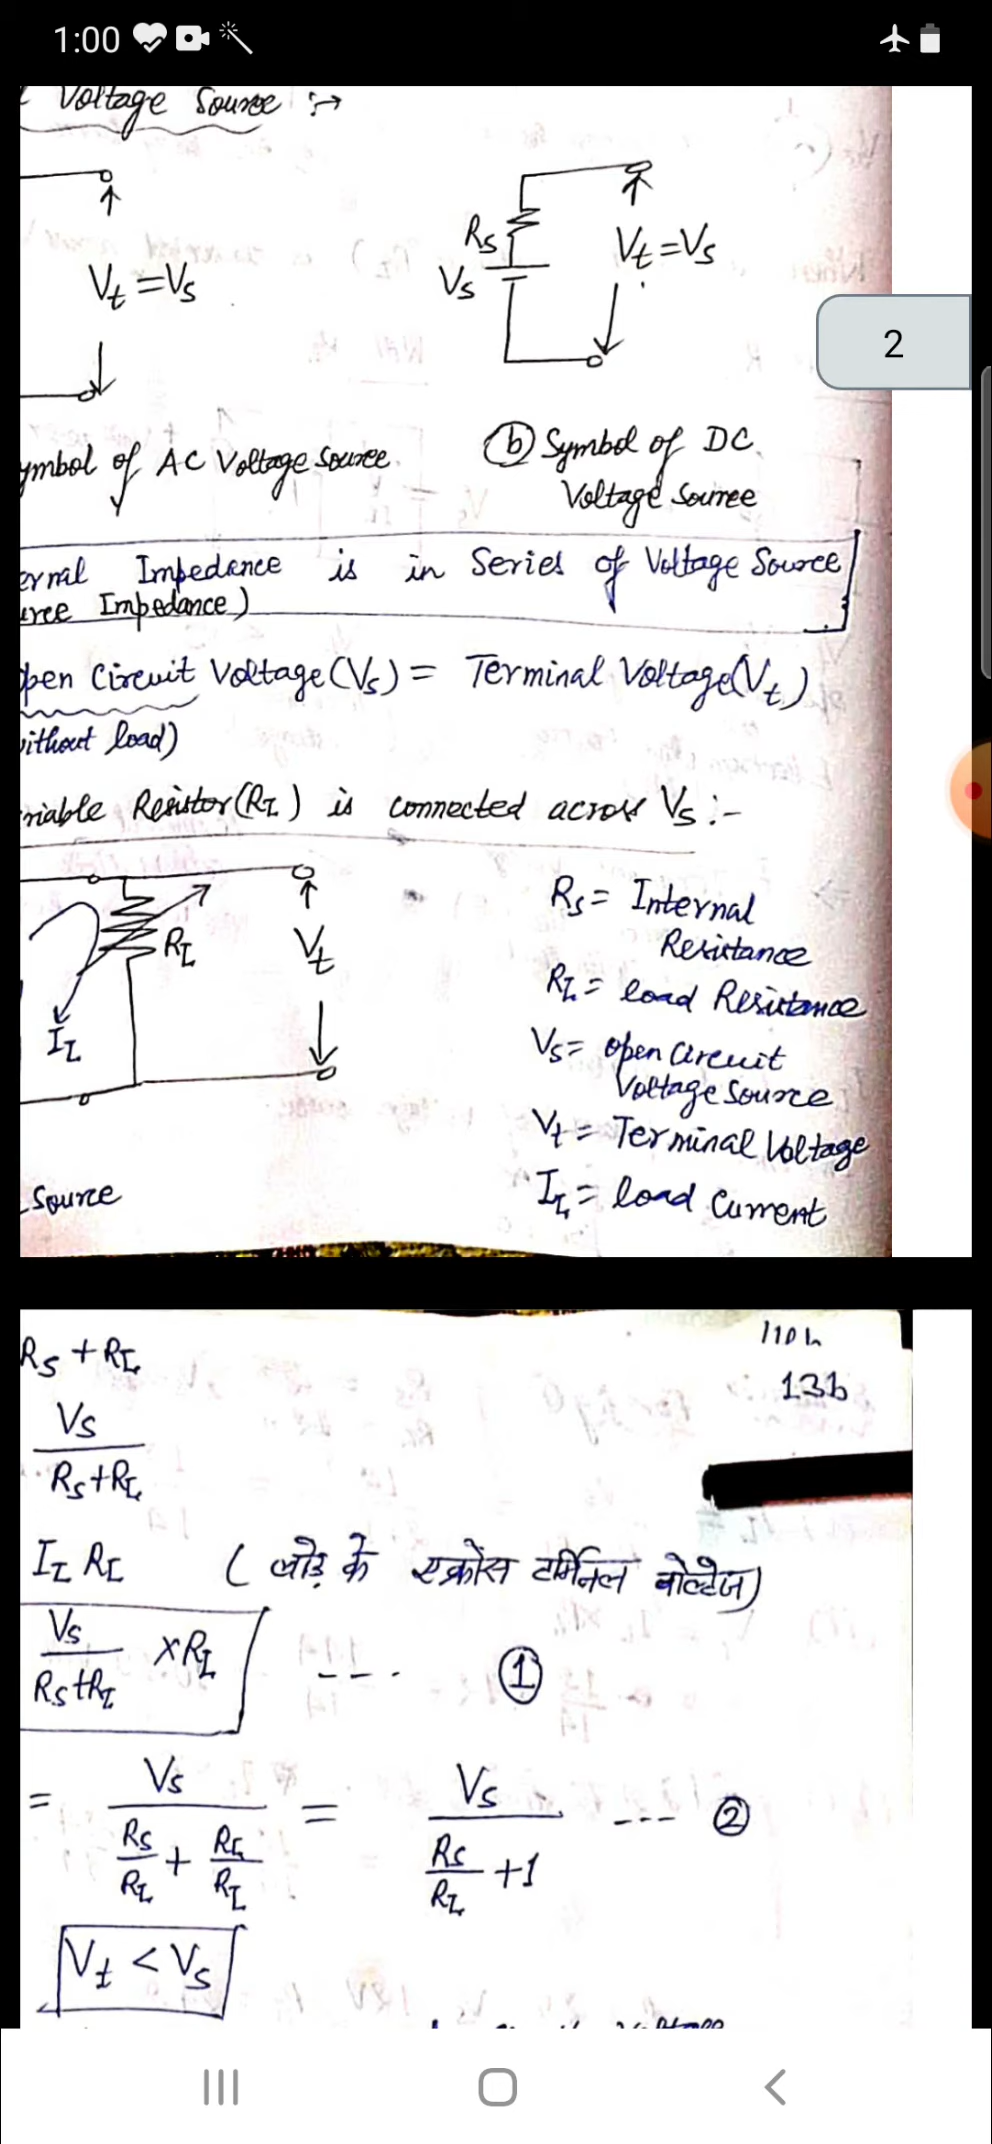 1:00
Voltage Source :→
Rs
Vs
Vt = Vs
Vt = Vs
2
ymbol of AC Voltage Source
(b) Symbol of DC
Voltage Source
ernal Impedance is in Series of Voltage Source
urce Impedance)
pen Circuit Voltage (Vs) = Terminal Voltage (Vt)
ithout load)
riable Resistor (RL) is connected across Vs :-
RL
Vt
IL
Rs = Internal
Resistance
RL = load Resistance
Vs = open circuit
Voltage Source
Vt = Terminal Voltage
IL = load Current
Source
131
Rs + RL
Vs
Rs + RL
IL RL ( लोड़ के एक्रोस टर्मिनल वोल्टेज)
Vs
Rs + RL × RL ---- ①
= Vs / (Rs/RL + RL/RL) = Vs / (Rs/RL + 1) --- ②
Vt < Vs